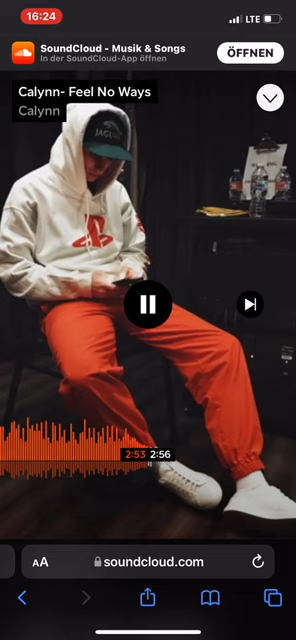 16:24
LTE
SoundCloud - Musik & Songs
In der SoundCloud-App öffnen
ÖFFNEN
Calynn- Feel No Ways
Calynn
JAGUAR
2:53 2:56
AA soundcloud.com